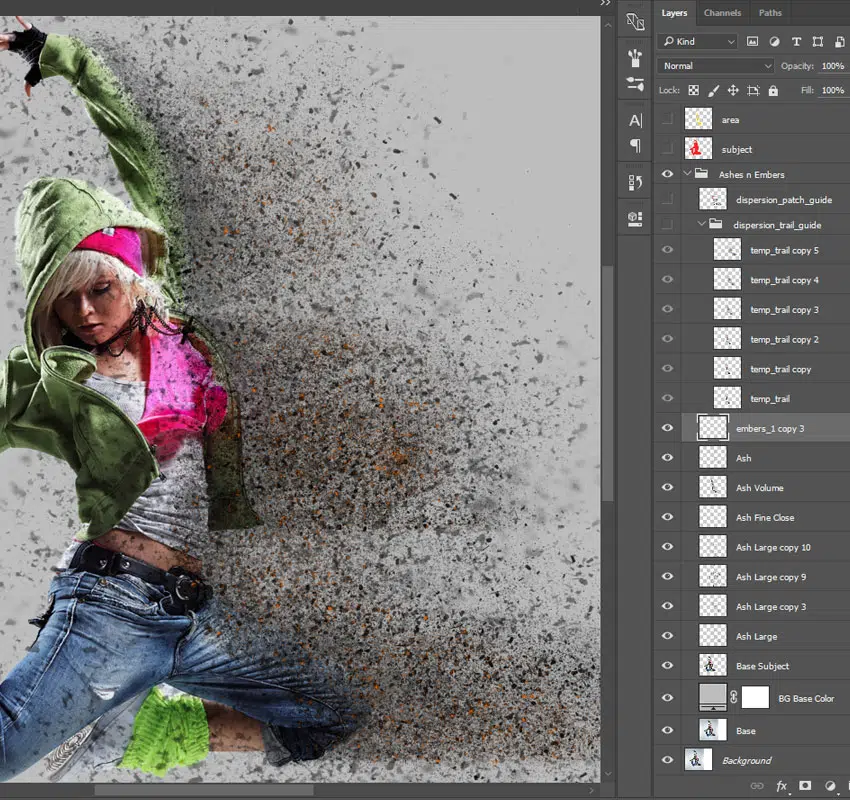 Layers Channels Paths
Kind
Normal Opacity: 100%
Lock: Fill: 100%
area
subject
Ashes n Embers
dispersion_patch_guide
dispersion_trail_guide
temp_trail copy 5
temp_trail copy 4
temp_trail copy 3
temp_trail copy 2
temp_trail copy
temp_trail
embers_1 copy 3
Ash
Ash Volume
Ash Fine Close
Ash Large copy 10
Ash Large copy 9
Ash Large copy 3
Ash Large
Base Subject
BG Base Color
Base
Background